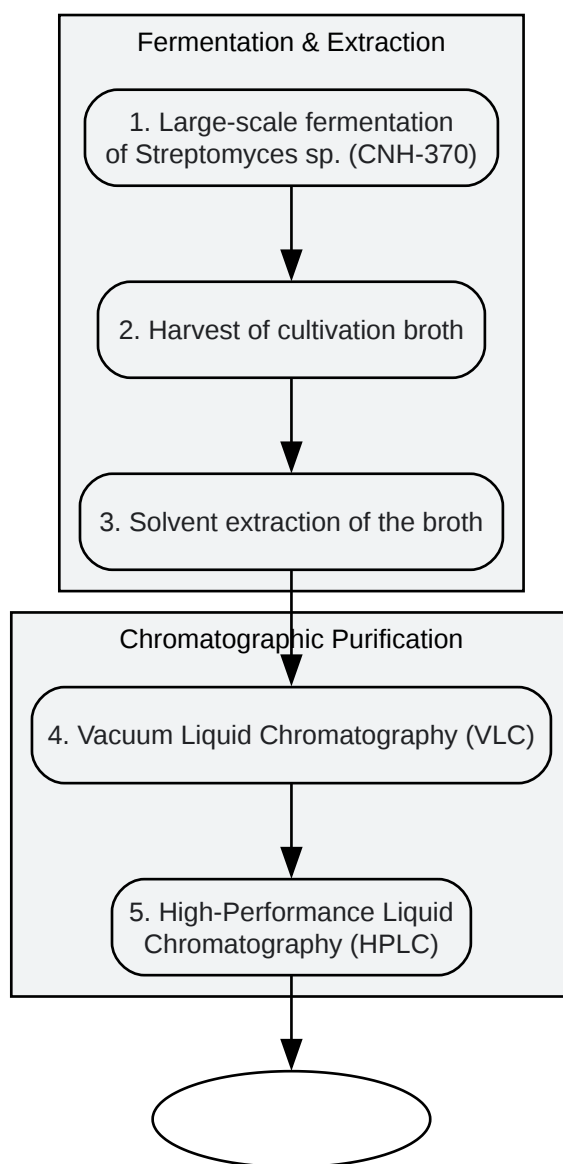 Fermentation & Extraction
1. Large-scale fermentation
of Streptomyces sp. (CNH-370)
2. Harvest of cultivation broth
3. Solvent extraction of the broth
Chromatographic Purification
4. Vacuum Liquid Chromatography (VLC)
5. High-Performance Liquid
Chromatography (HPLC)